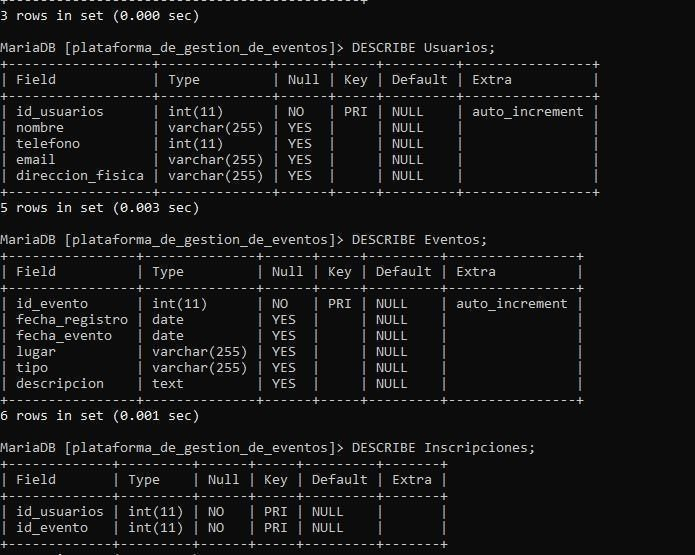 3 rows in set (0.000 sec)
MariaDB [plataforma_de_gestion_de_eventos]> DESCRIBE Usuarios;
+------------------+--------------+------+-----+---------+----------------+
| Field            | Type         | Null | Key | Default | Extra          |
+------------------+--------------+------+-----+---------+----------------+
| id_usuarios      | int(11)      | NO   | PRI | NULL    | auto_increment |
| nombre           | varchar(255) | YES  |     | NULL    |                |
| telefono         | int(11)      | YES  |     | NULL    |                |
| email            | varchar(255) | YES  |     | NULL    |                |
| direccion_fisica | varchar(255) | YES  |     | NULL    |                |
+------------------+--------------+------+-----+---------+----------------+
5 rows in set (0.003 sec)
MariaDB [plataforma_de_gestion_de_eventos]> DESCRIBE Eventos;
+----------------+--------------+------+-----+---------+----------------+
| Field          | Type         | Null | Key | Default | Extra          |
+----------------+--------------+------+-----+---------+----------------+
| id_evento      | int(11)      | NO   | PRI | NULL    | auto_increment |
| fecha_registro | date         | YES  |     | NULL    |                |
| fecha_evento   | date         | YES  |     | NULL    |                |
| lugar          | varchar(255) | YES  |     | NULL    |                |
| tipo           | varchar(255) | YES  |     | NULL    |                |
| descripcion    | text         | YES  |     | NULL    |                |
+----------------+--------------+------+-----+---------+----------------+
6 rows in set (0.001 sec)
MariaDB [plataforma_de_gestion_de_eventos]> DESCRIBE Inscripciones;
+-------------+---------+------+-----+---------+-------+
| Field       | Type    | Null | Key | Default | Extra |
+-------------+---------+------+-----+---------+-------+
| id_usuarios | int(11) | NO   | PRI | NULL    |       |
| id_evento   | int(11) | NO   | PRI | NULL    |       |
+-------------+---------+------+-----+---------+-------+